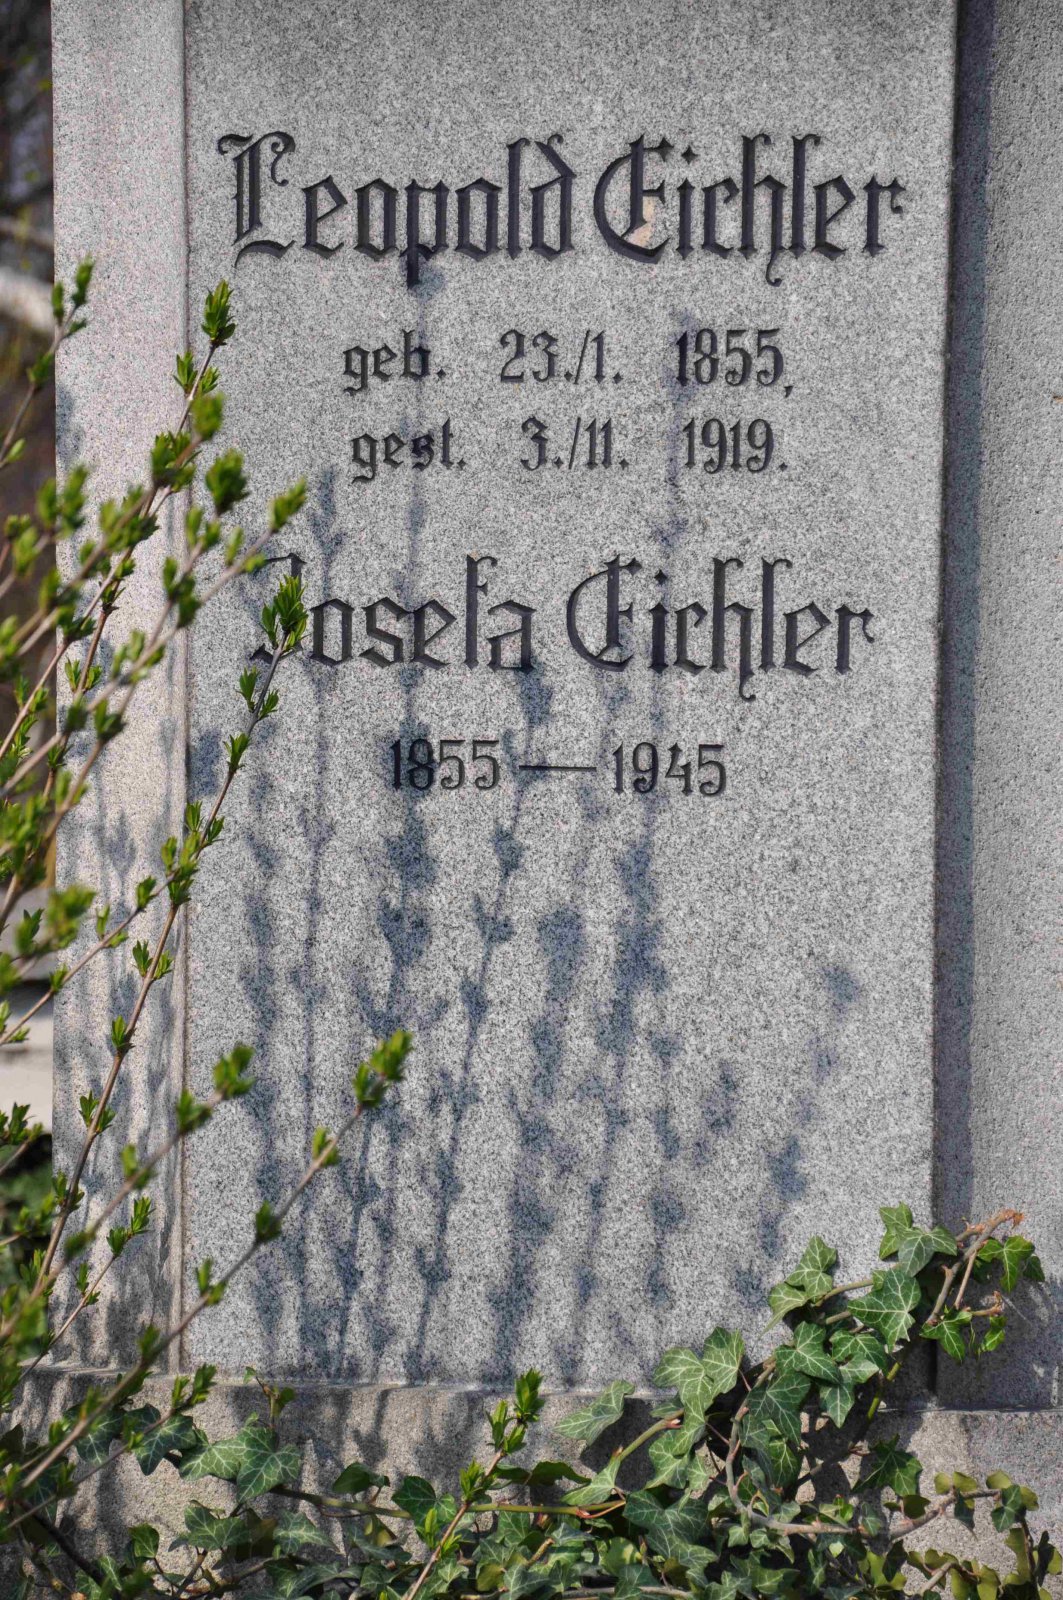 Leopold Eichler
geb. 23./1. 1855,
gest. 3./11. 1919.
Josefa Eichler
1855 — 1945